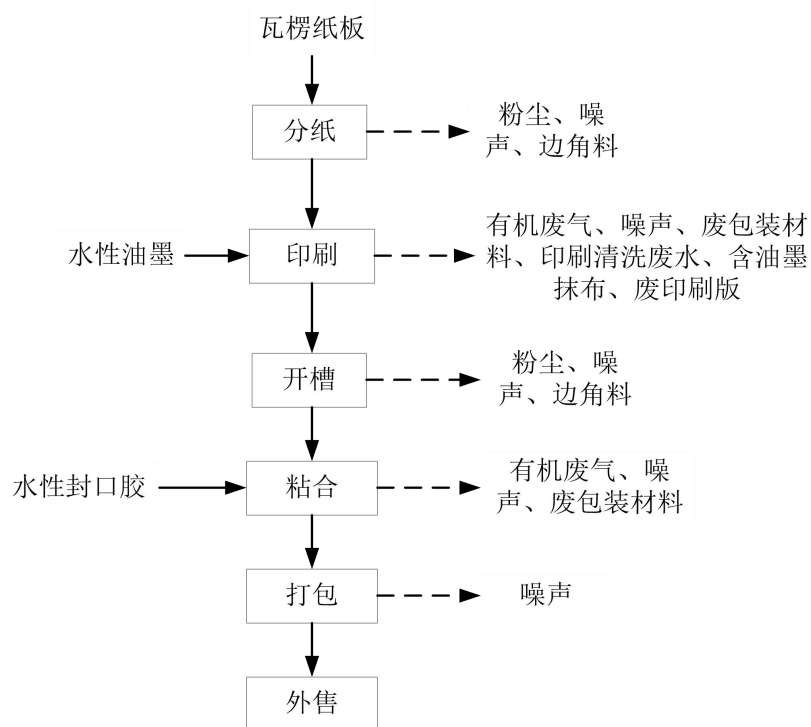 瓦楞纸板
分纸
粉尘、噪
声、边角料
水性油墨
印刷
有机废气、噪声、废包装材
料、印刷清洗废水、含油墨
抹布、废印刷版
开槽
粉尘、噪
声、边角料
水性封口胶
粘合
有机废气、噪
声、废包装材料
打包
噪声
外售